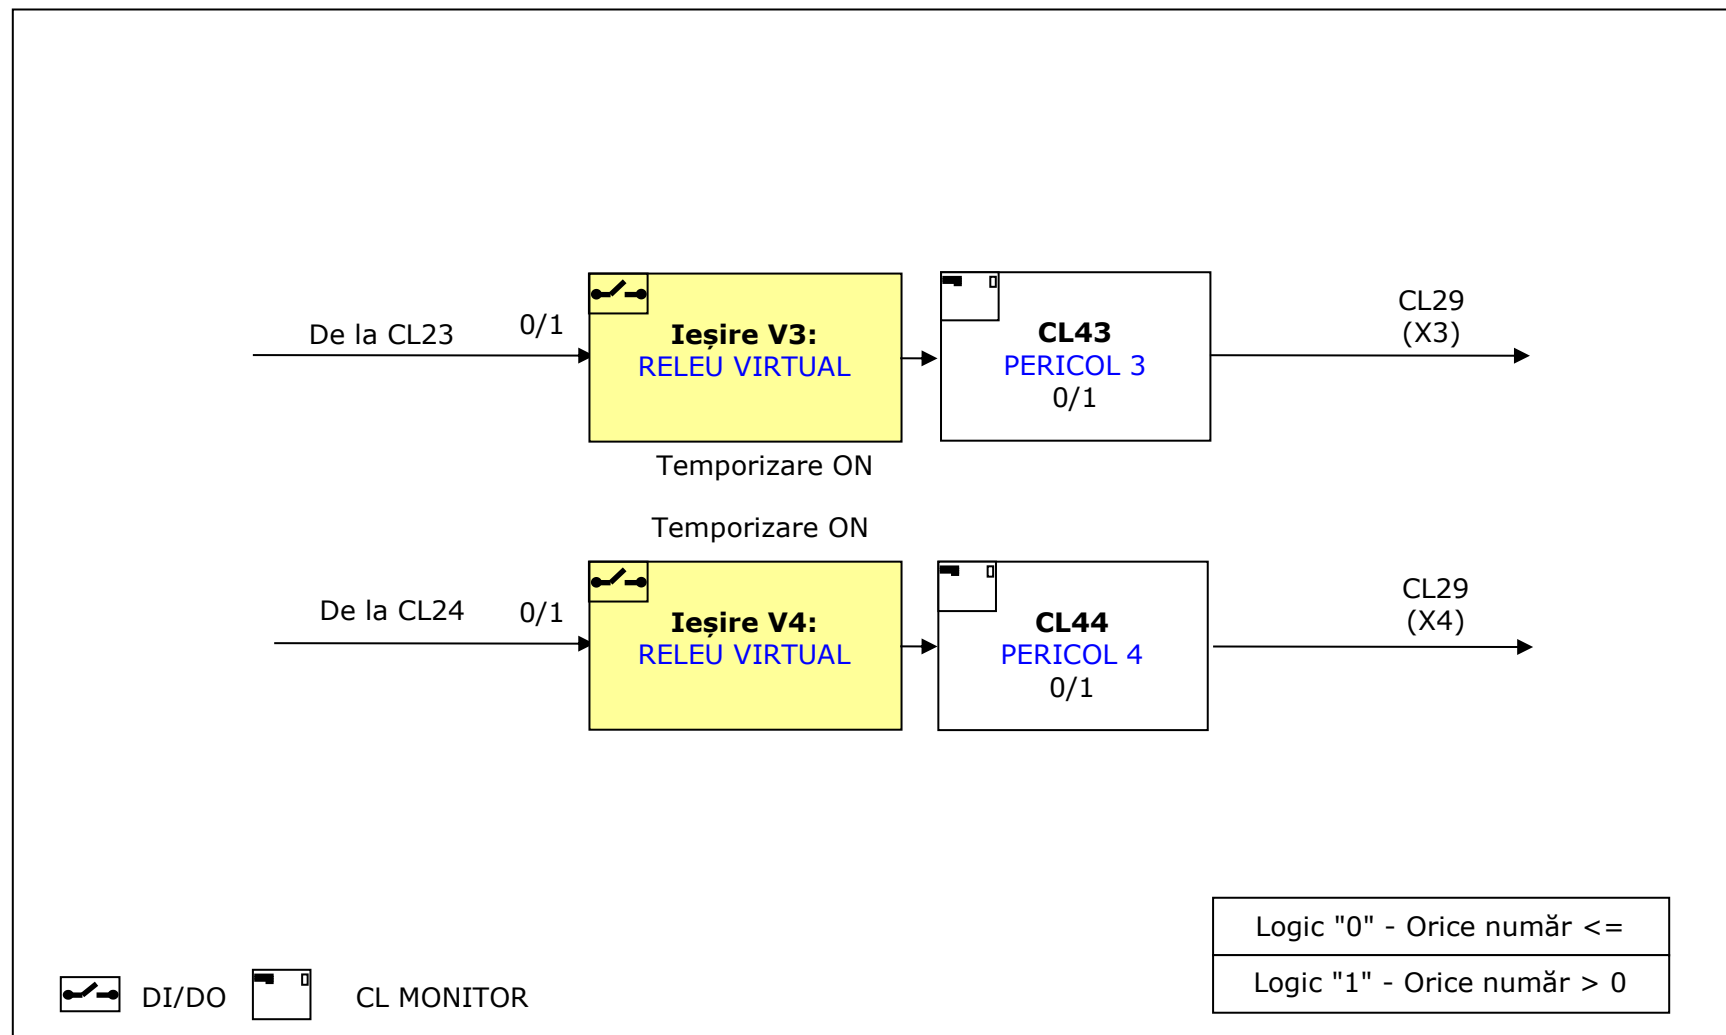 De la CL23
0/1
Ieșire V3:
RELEU VIRTUAL
CL43
PERICOL 3
0/1
CL29
(X3)
Temporizare ON
Temporizare ON
De la CL24
0/1
Ieșire V4:
RELEU VIRTUAL
CL44
PERICOL 4
0/1
CL29
(X4)
Logic "0" - Orice număr <=
Logic "1" - Orice număr > 0
DI/DO
CL MONITOR